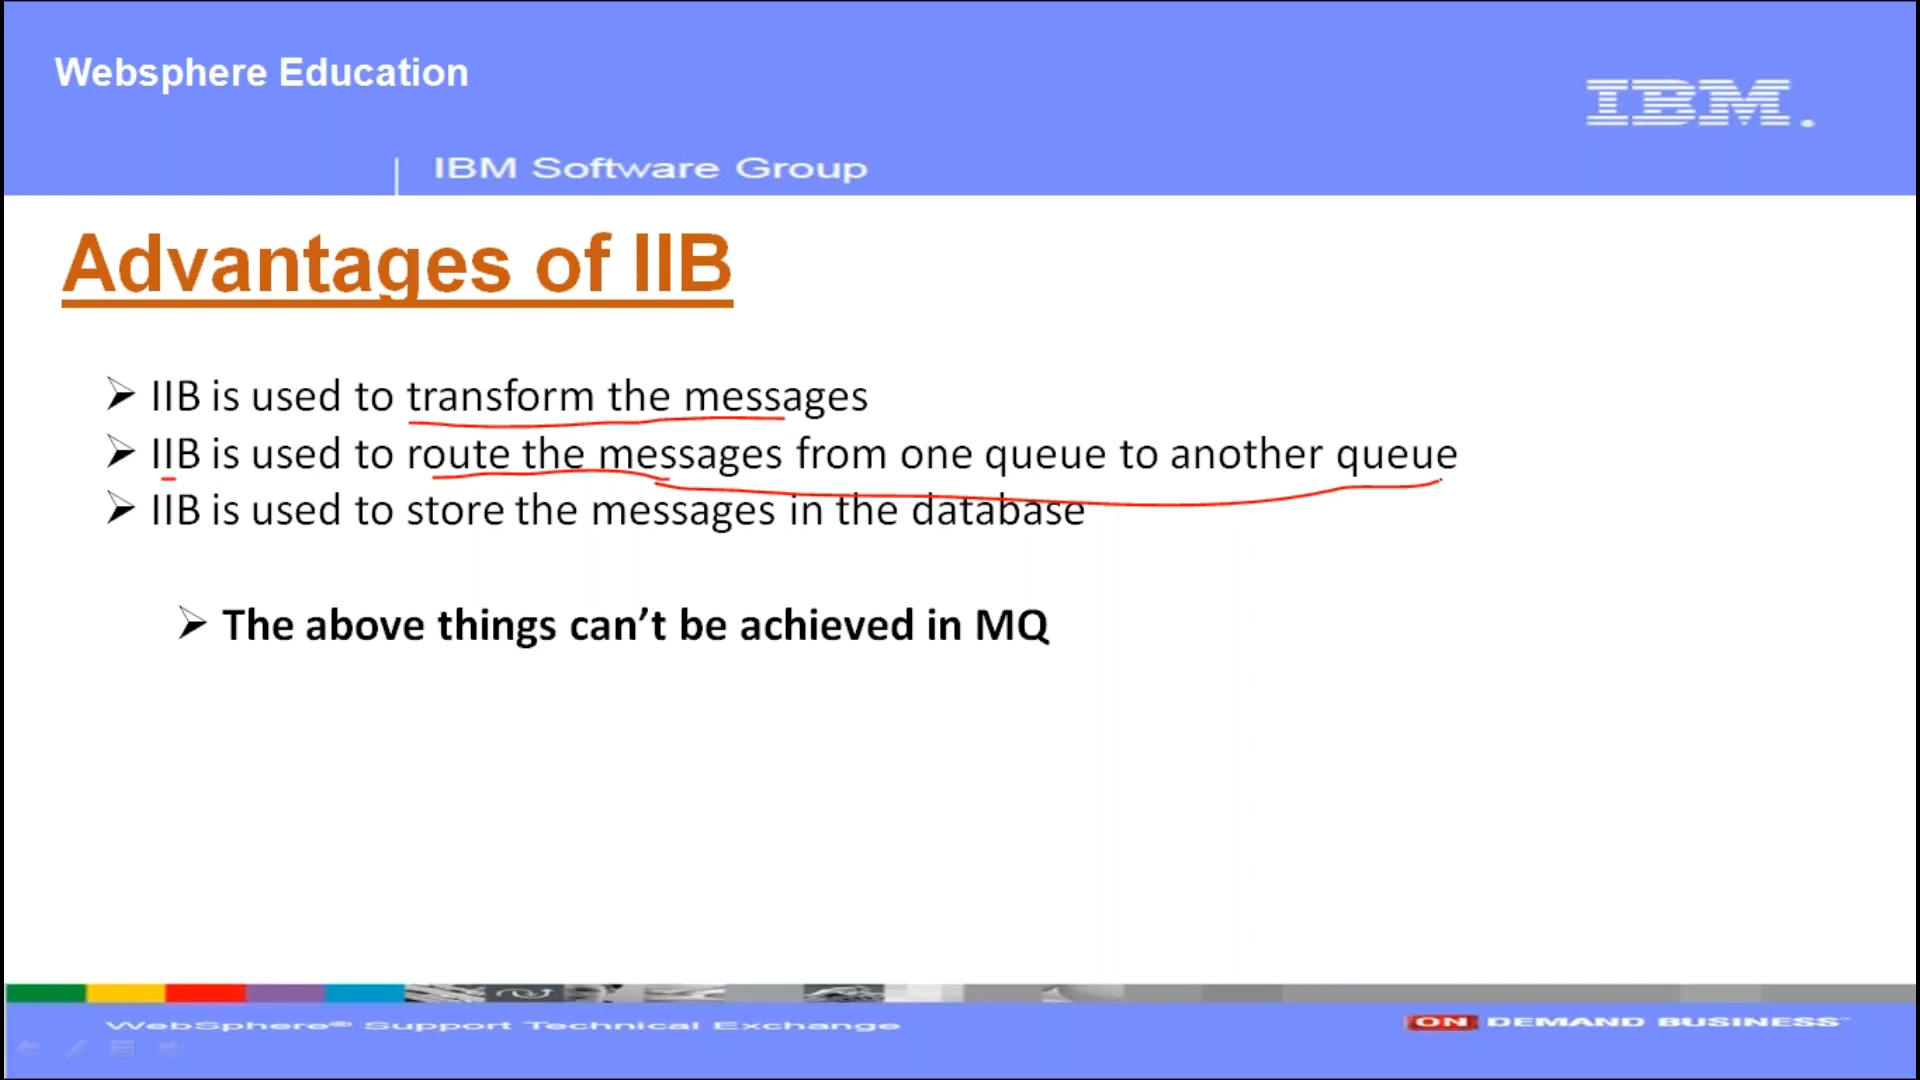 Websphere Education
IBM
IBM Software Group
Advantages of IIB
➢ IIB is used to transform the messages
➢ IIB is used to route the messages from one queue to another queue
➢ IIB is used to store the messages in the database
➢ The above things can’t be achieved in MQ
WebSphere® Support Technical Exchange
ON DEMAND BUSINESS™